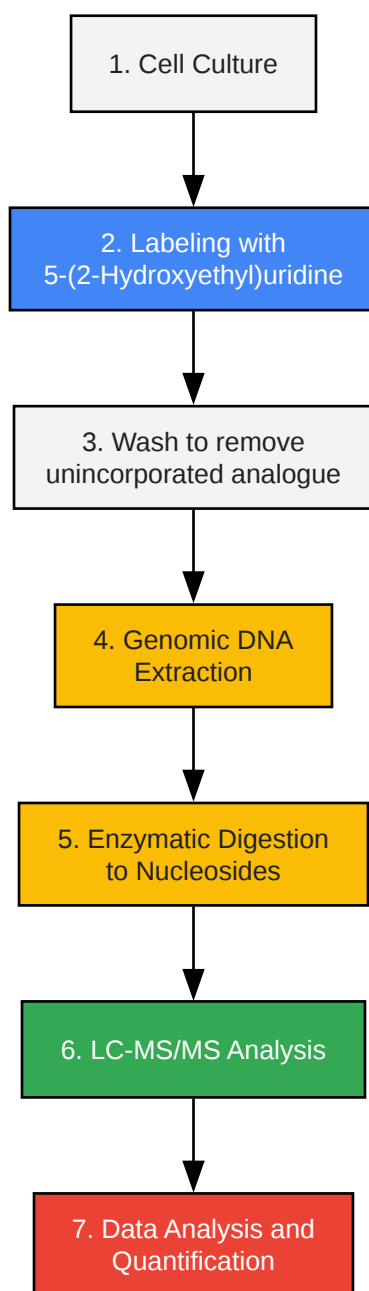 1. Cell Culture
2. Labeling with
5-(2-Hydroxyethyl)uridine
3. Wash to remove
unincorporated analogue
4. Genomic DNA
Extraction
5. Enzymatic Digestion
to Nucleosides
6. LC-MS/MS Analysis
7. Data Analysis and
Quantification